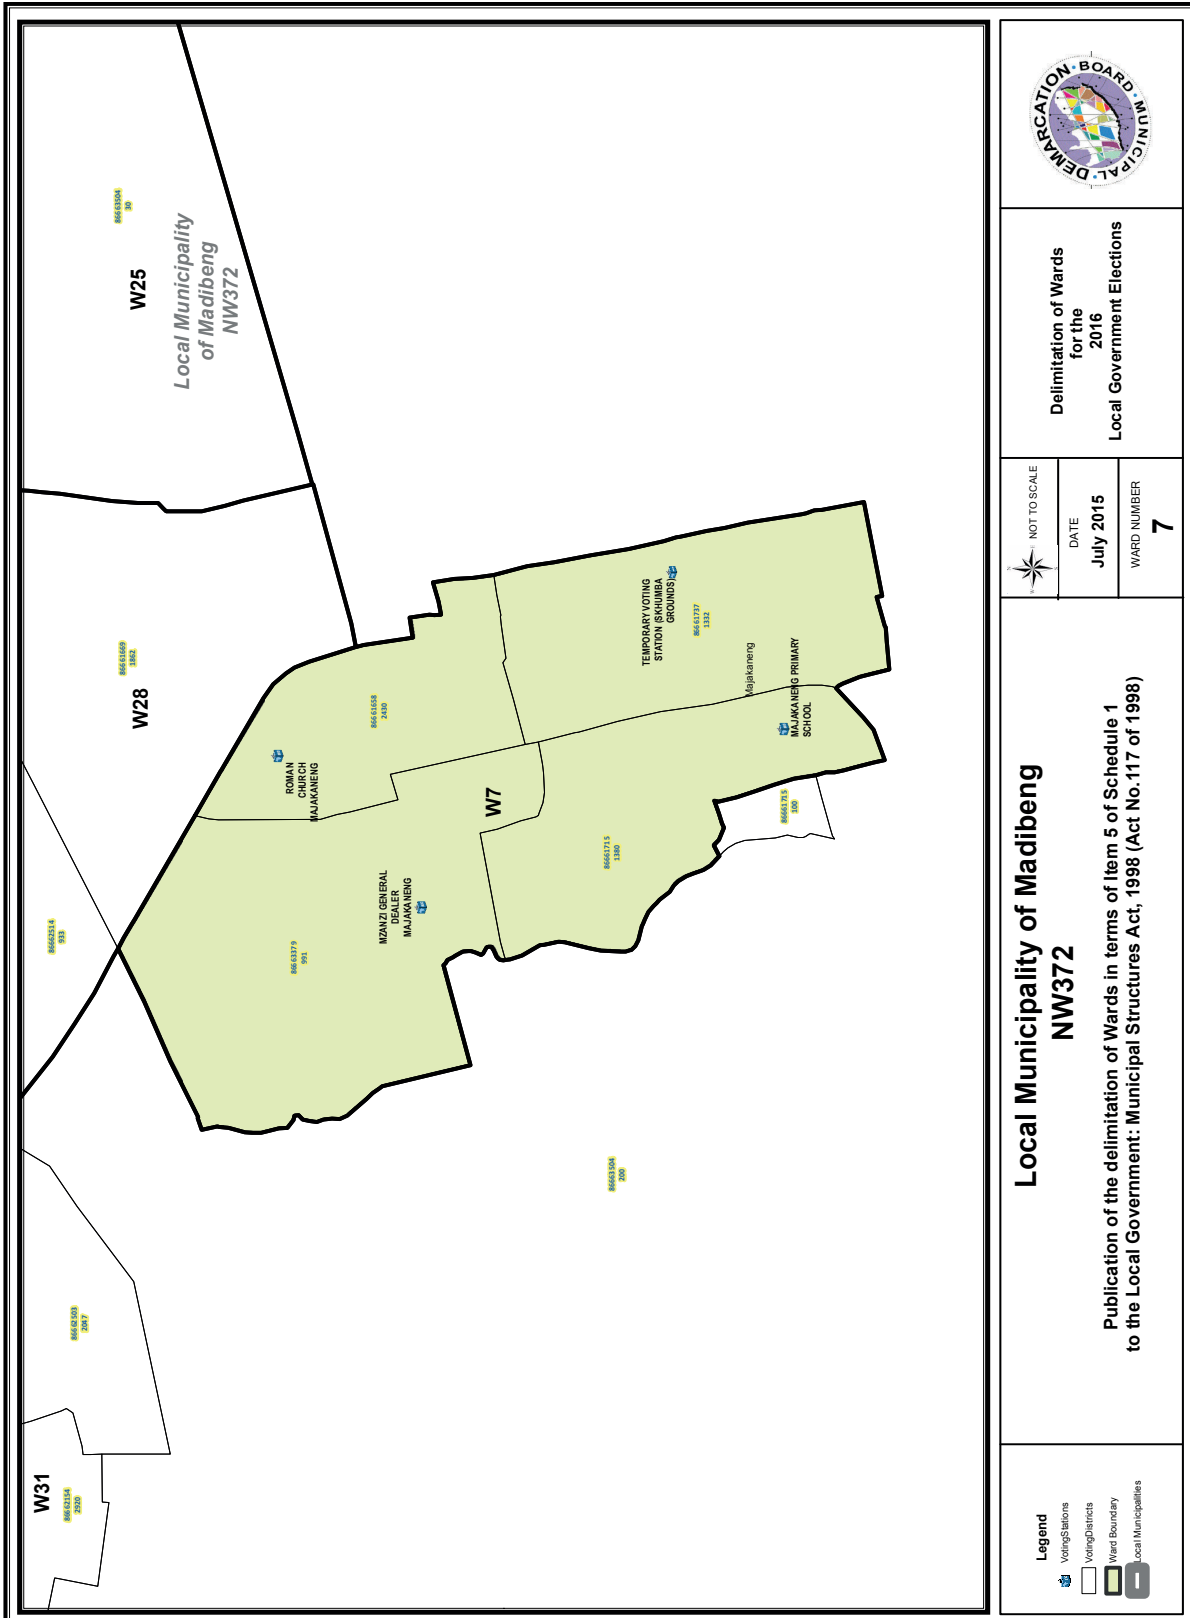 W31
86662154
2920
86662503
2047
86662514
933
W28
86661669
1862
W25
86663504
30
Local Municipality
of Madibeng
NW372
ROMAN
CHURCH
MAJAKANENG
86661658
2430
86663379
991
MZANZI GENERAL
DEALER
MAJAKANENG
W7
86661715
1380
TEMPORARY VOTING
STATION (SKHUMBA
GROUNDS)
86661737
1332
Majakaneng
MAJAKANENG PRIMARY
SCHOOL
86661715
100
86663504
200
Legend
VotingStations
VotingDistricts
Ward Boundary
Local Municipalities
Local Municipality of Madibeng
NW372
Publication of the delimitation of Wards in terms of Item 5 of Schedule 1
to the Local Government: Municipal Structures Act, 1998 (Act No.117 of 1998)
NOT TO SCALE
DATE
July 2015
WARD NUMBER
7
Delimitation of Wards
for the
2016
Local Government Elections
MUNICIPAL · DEMARCATION · BOARD ·